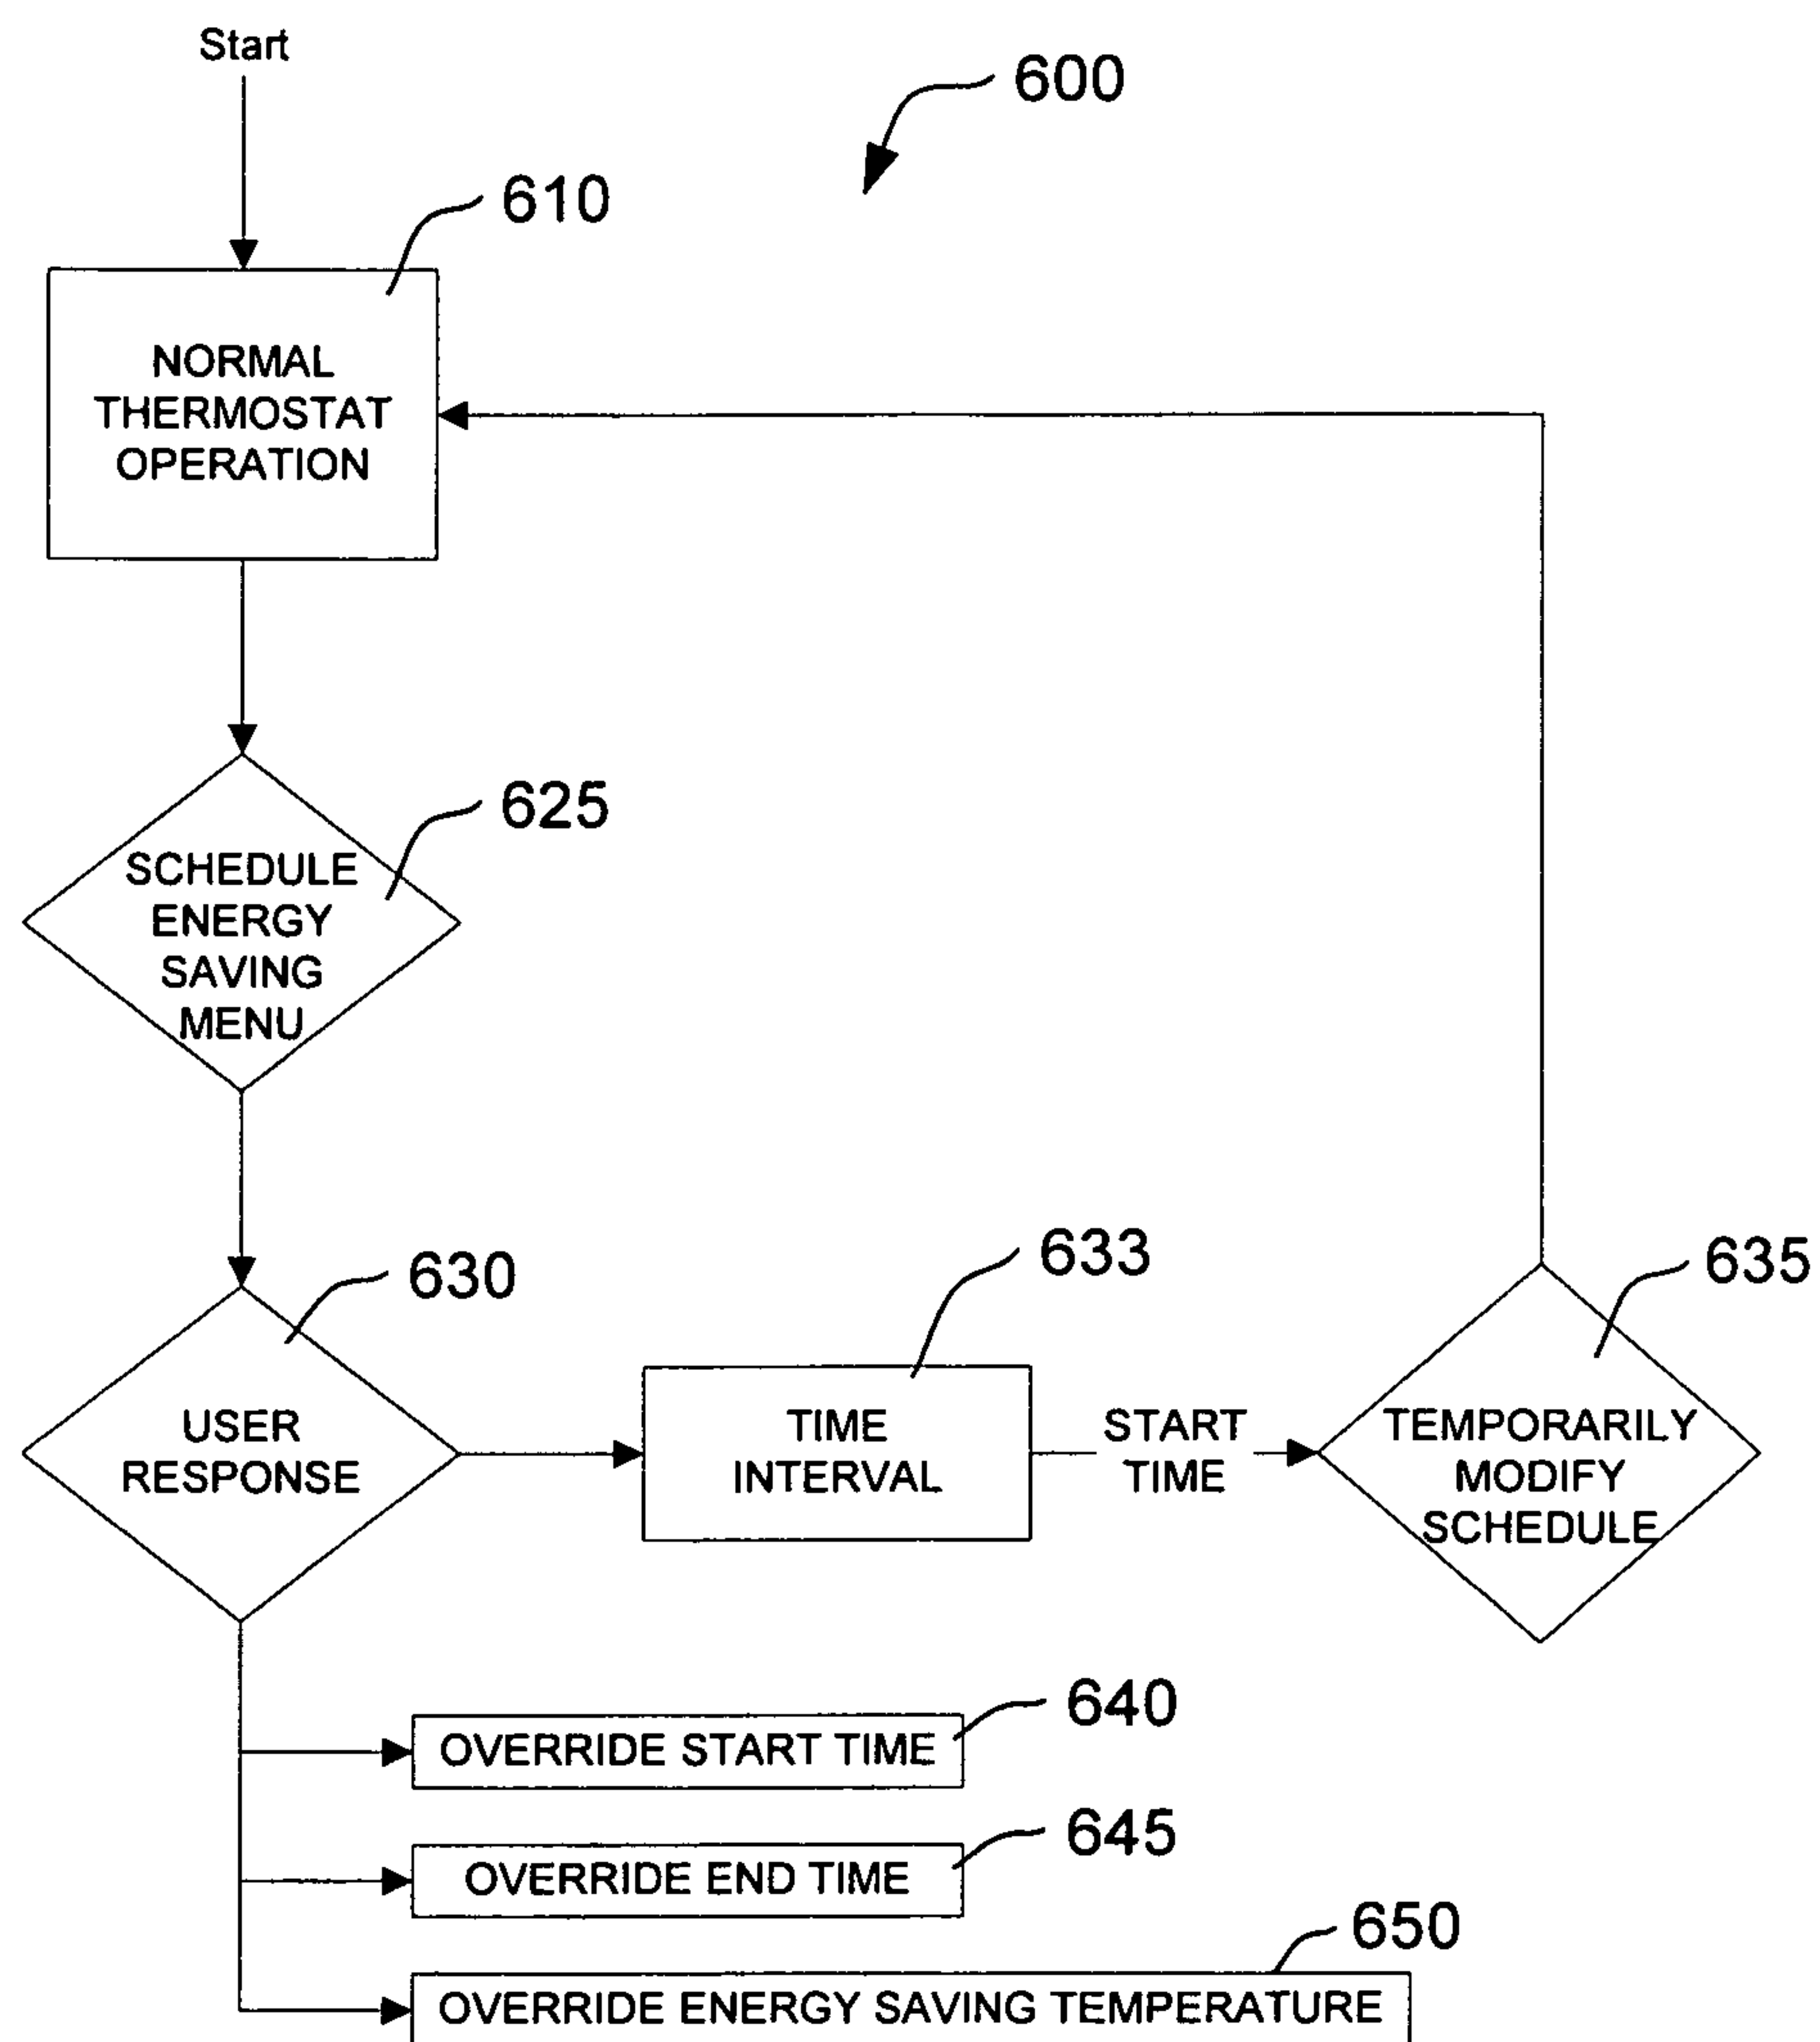 Start
600
610
NORMAL
THERMOSTAT
OPERATION
625
SCHEDULE
ENERGY
SAVING
MENU
630
USER
RESPONSE
633
TIME
INTERVAL
START
TIME
635
TEMPORARILY
MODIFY
SCHEDULE
640
OVERRIDE START TIME
645
OVERRIDE END TIME
650
OVERRIDE ENERGY SAVING TEMPERATURE